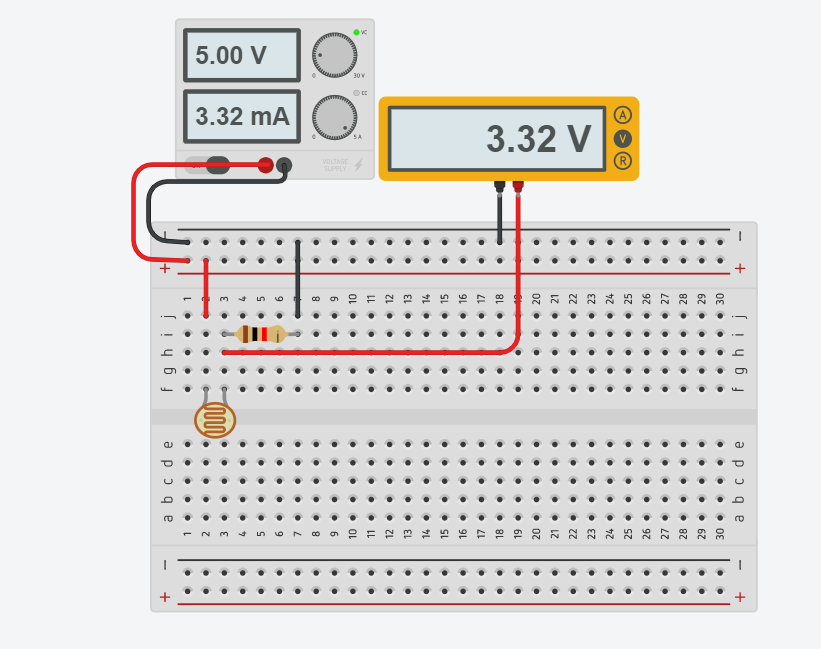 5.00 V
VC
0
30 V
3.32 mA
CC
0
5 A
VOLTAGE
SUPPLY
3.32 V
A
V
R
− −
+ +
1 2 3 4 5 6 7 8 9 10 11 12 13 14 15 16 17 18 19 20 21 22 23 24 25 26 27 28 29 30
j j
i i
h h
g g
f f
e e
d d
c c
b b
a a
1 2 3 4 5 6 7 8 9 10 11 12 13 14 15 16 17 18 19 20 21 22 23 24 25 26 27 28 29 30
− −
+ +